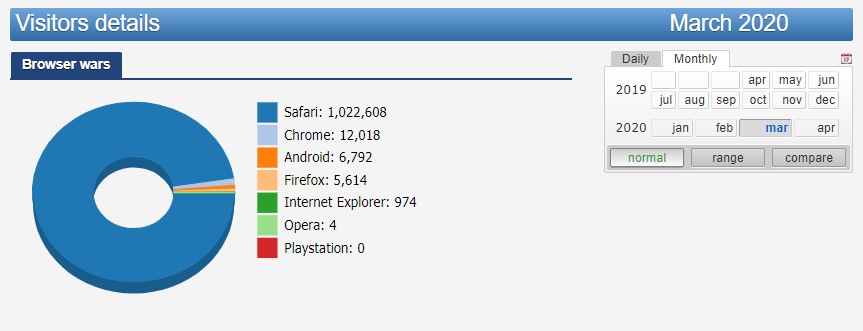 Visitors details
March 2020
Browser wars
Safari: 1,022,608
Chrome: 12,018
Android: 6,792
Firefox: 5,614
Internet Explorer: 974
Opera: 4
Playstation: 0
Daily Monthly
2019 apr may jun
jul aug sep oct nov dec
2020 jan feb mar apr
normal range compare